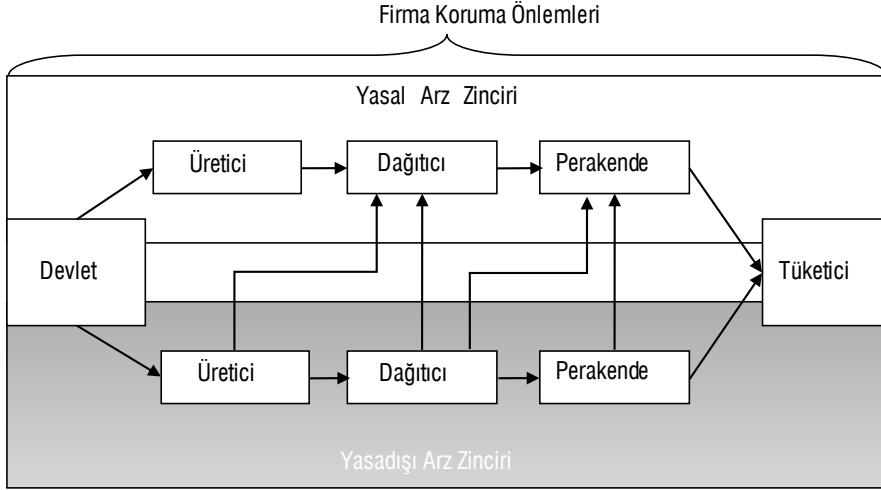 Firma Koruma Önlemleri
Yasal Arz Zinciri
Üretici
Dağıtıcı
Perakende
Devlet
Tüketici
Üretici
Dağıtıcı
Perakende
Yasadışı Arz Zinciri